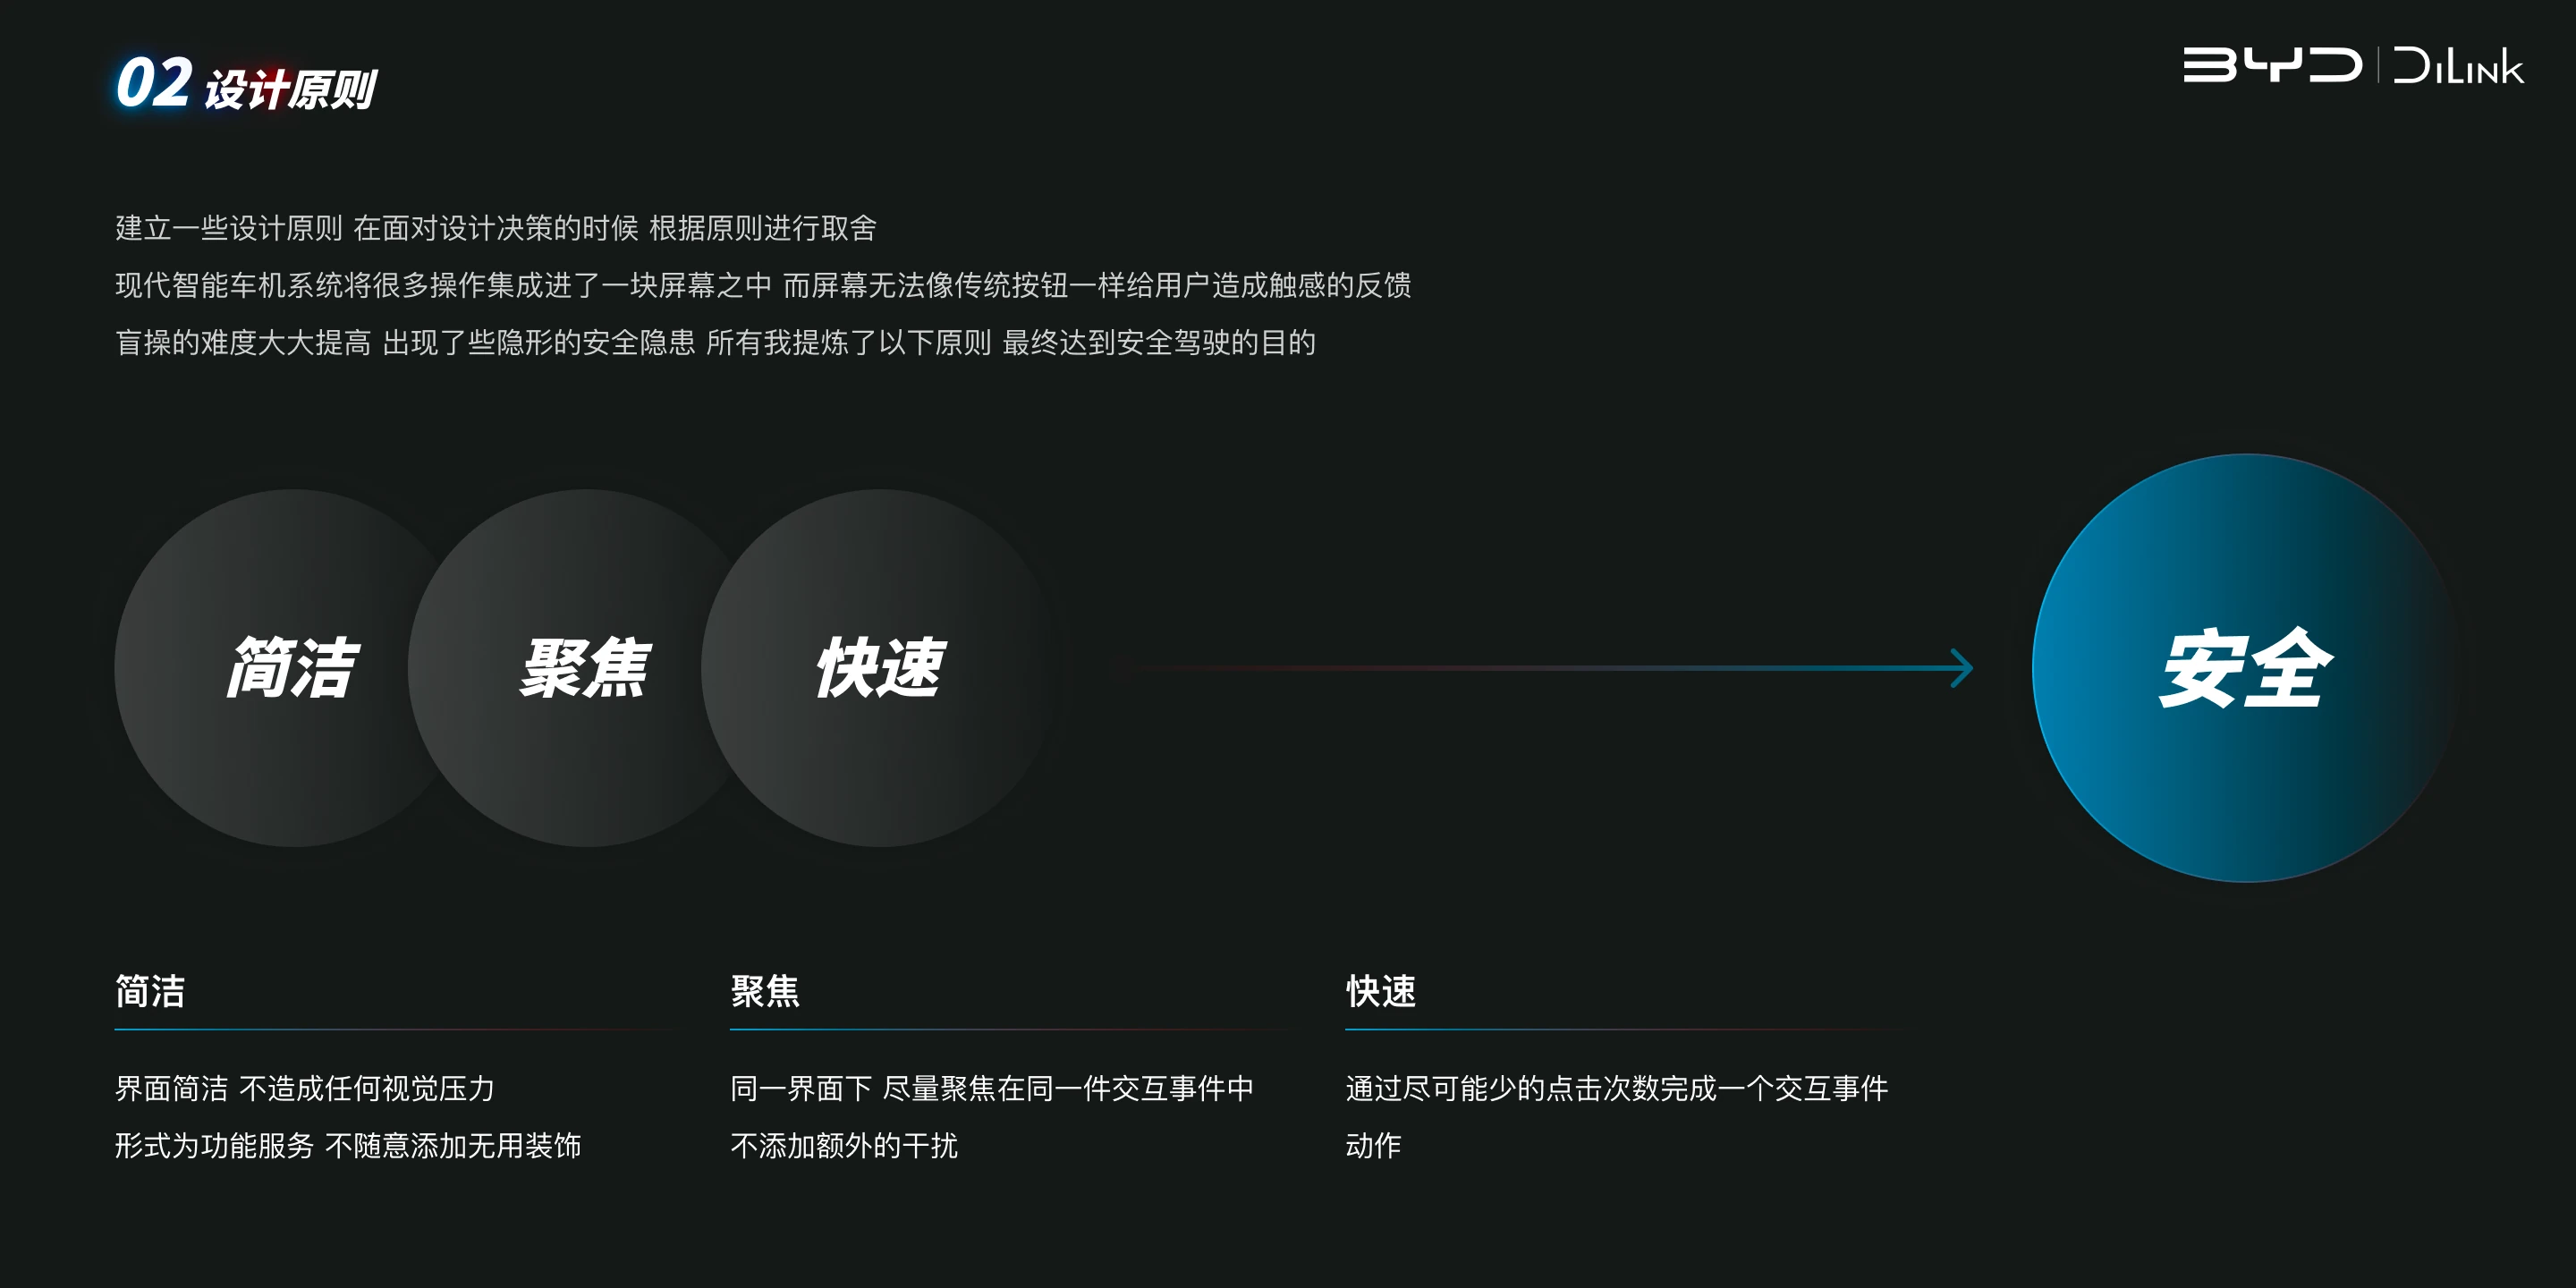 02 设计原则
BYD | DiLink
建立一些设计原则 在面对设计决策的时候 根据原则进行取舍
现代智能车机系统将很多操作集成进了一块屏幕之中 而屏幕无法像传统按钮一样给用户造成触感的反馈
盲操的难度大大提高 出现了些隐形的安全隐患 所有我提炼了以下原则 最终达到安全驾驶的目的
简洁
聚焦
快速
安全
简洁
界面简洁 不造成任何视觉压力
形式为功能服务 不随意添加无用装饰
聚焦
同一界面下 尽量聚焦在同一件交互事件中
不添加额外的干扰
快速
通过尽可能少的点击次数完成一个交互事件
动作